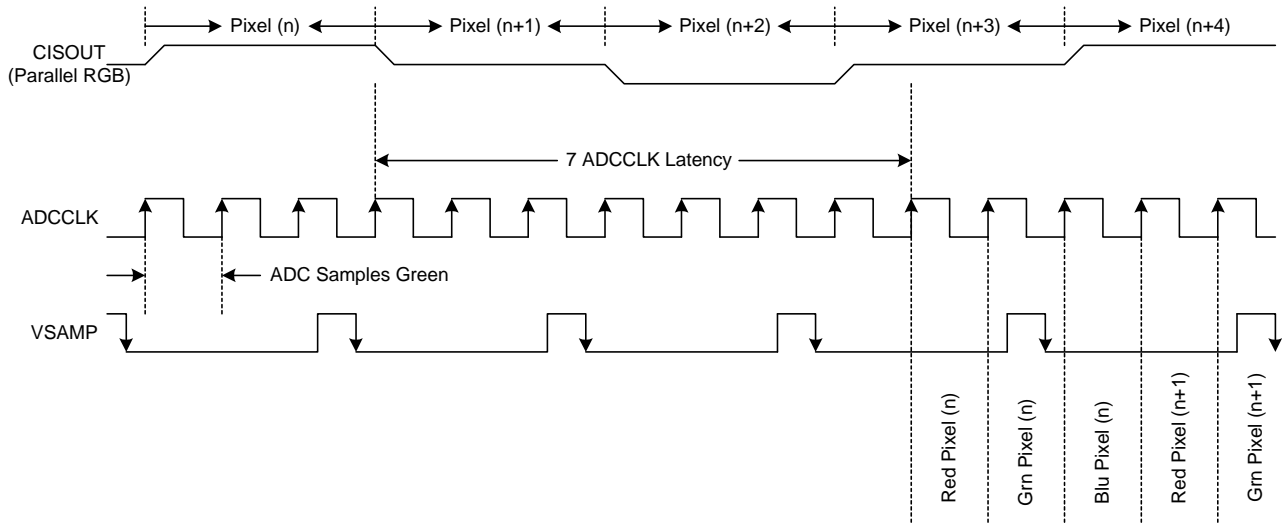 Pixel (n)
Pixel (n+1)
Pixel (n+2)
Pixel (n+3)
Pixel (n+4)
CISOUT
(Parallel RGB)
7 ADCCLK Latency
ADCCLK
ADC Samples Green
VSAMP
Red Pixel (n)
Grn Pixel (n)
Blu Pixel (n)
Red Pixel (n+1)
Grn Pixel (n+1)